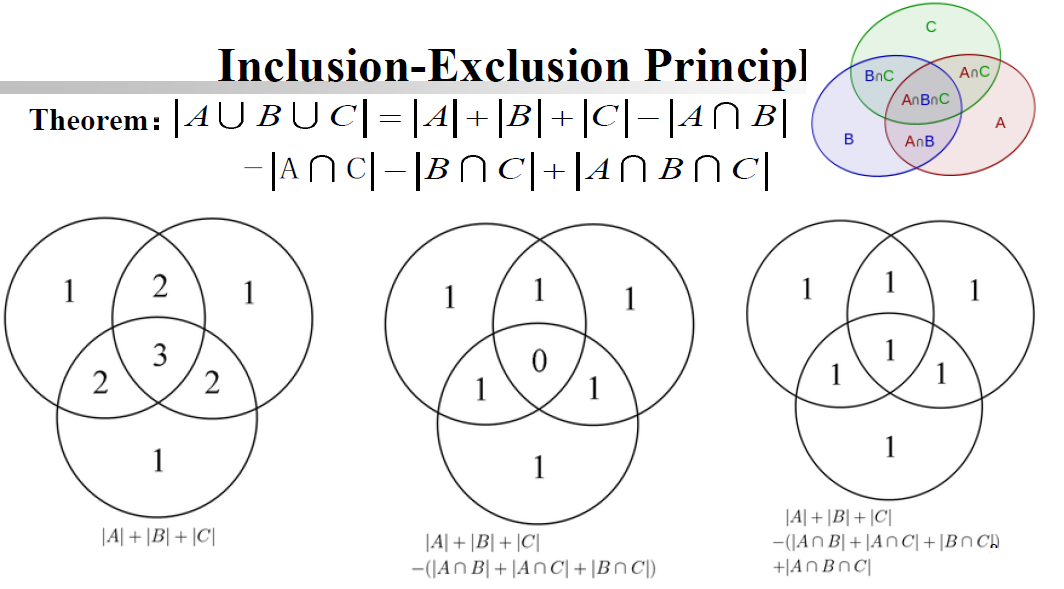 Inclusion-Exclusion Principl
Theorem: |A ∪ B ∪ C| = |A| + |B| + |C| − |A ∩ B|
−|A ∩ C| − |B ∩ C| + |A ∩ B ∩ C|
C
B∩C
A∩C
A∩B∩C
B
A∩B
A
1
2
1
3
2
2
1
|A| + |B| + |C|
1
1
1
0
1
1
1
|A| + |B| + |C|
−(|A ∩ B| + |A ∩ C| + |B ∩ C|)
1
1
1
1
1
1
1
|A| + |B| + |C|
−(|A ∩ B| + |A ∩ C| + |B ∩ C|)
+|A ∩ B ∩ C|